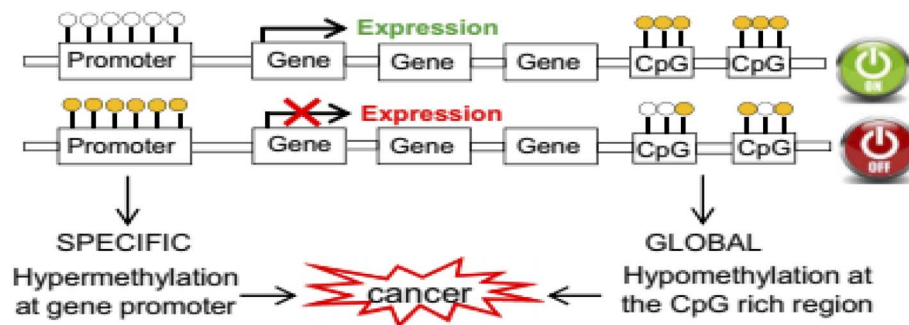 Expression
Promoter Gene Gene Gene CpG CpG
ON
Expression
Promoter Gene Gene Gene CpG CpG
OFF
SPECIFIC
Hypermethylation
at gene promoter
cancer
GLOBAL
Hypomethylation at
the CpG rich region